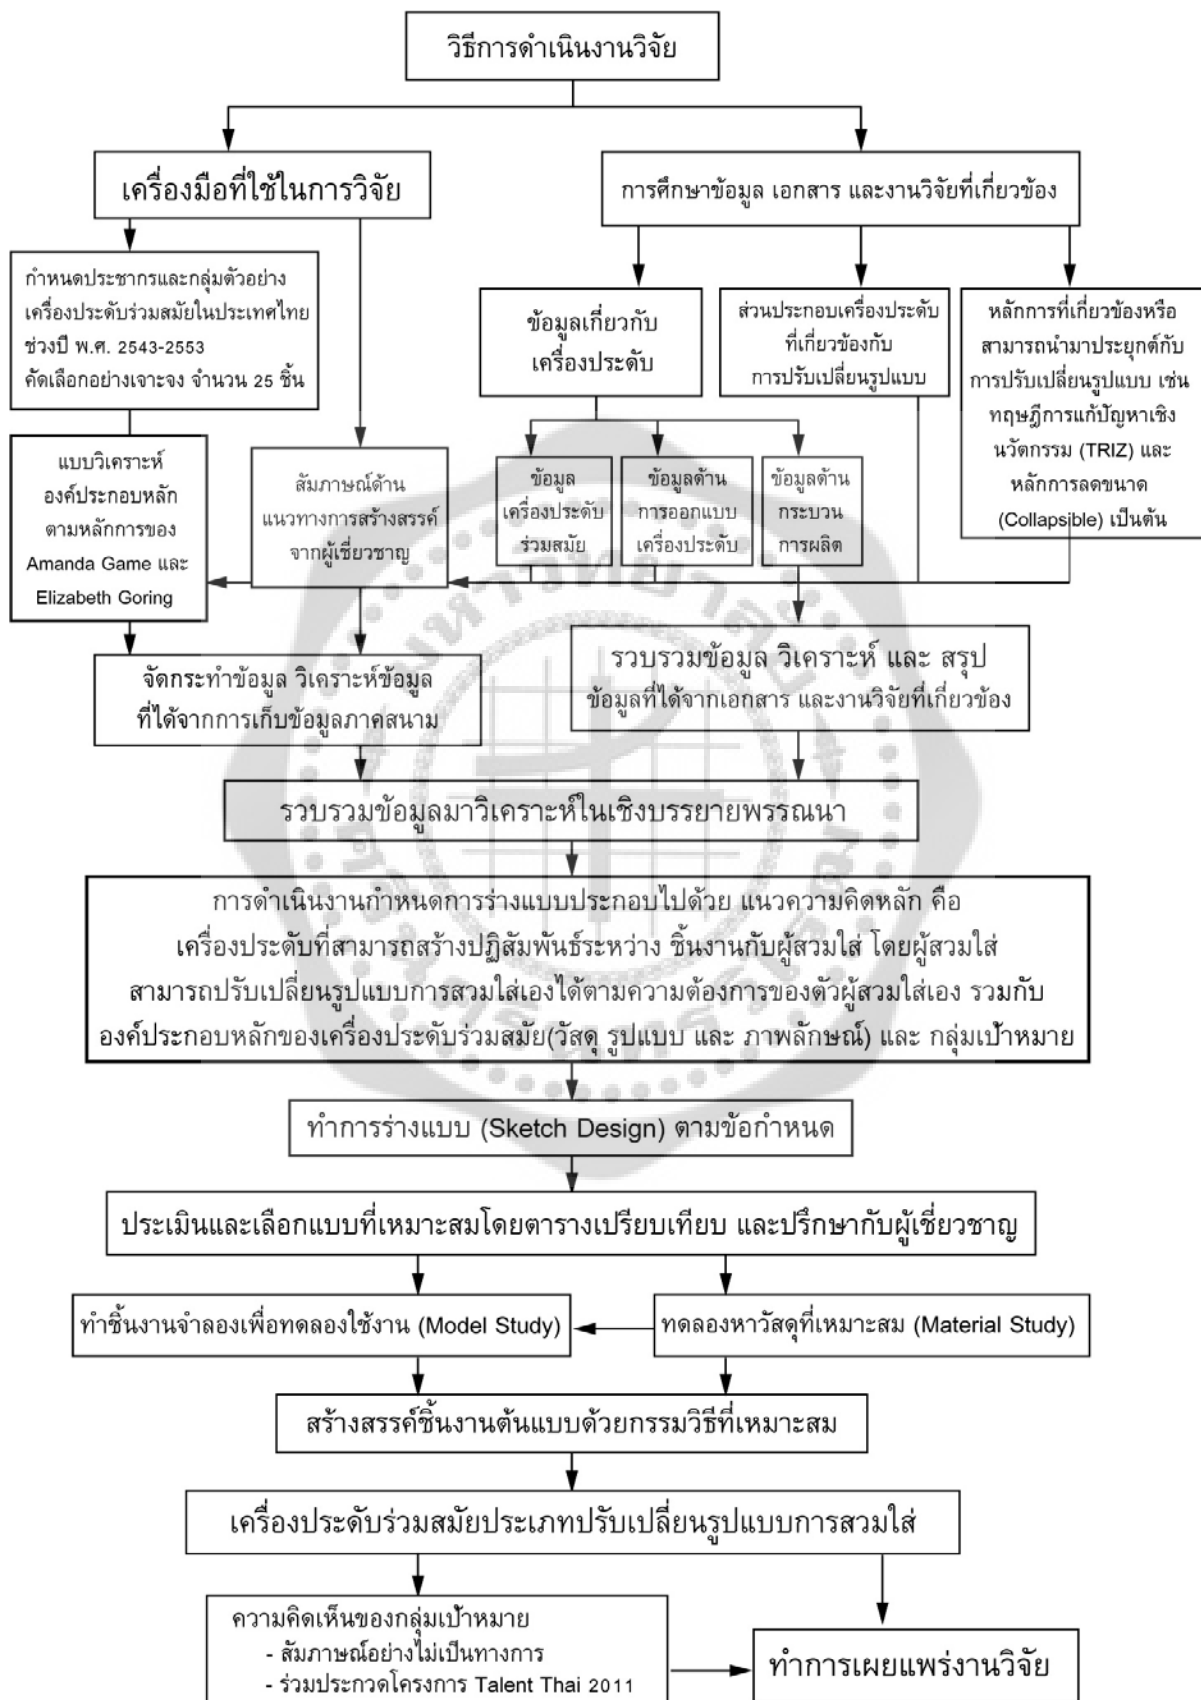 วิธีการดำเนินงานวิจัย
เครื่องมือที่ใช้ในการวิจัย
การศึกษาข้อมูล เอกสาร และงานวิจัยที่เกี่ยวข้อง
กำหนดประชากรและกลุ่มตัวอย่าง
เครื่องประดับร่วมสมัยในประเทศไทย
ช่วงปี พ.ศ. 2543-2553
คัดเลือกอย่างเจาะจง จำนวน 25 ชิ้น
ข้อมูลเกี่ยวกับ
เครื่องประดับ
ส่วนประกอบเครื่องประดับ
ที่เกี่ยวข้องกับ
การปรับเปลี่ยนรูปแบบ
หลักการที่เกี่ยวข้องหรือ
สามารถนำมาประยุกต์กับ
การปรับเปลี่ยนรูปแบบ เช่น
ทฤษฎีการแก้ปัญหาเชิง
นวัตกรรม (TRIZ) และ
หลักการลดขนาด
(Collapsible) เป็นต้น
แบบวิเคราะห์
องค์ประกอบหลัก
ตามหลักการของ
Amanda Game และ
Elizabeth Goring
สัมภาษณ์ด้าน
แนวทางการสร้างสรรค์
จากผู้เชี่ยวชาญ
ข้อมูล
เครื่องประดับ
ร่วมสมัย
ข้อมูลด้าน
การออกแบบ
เครื่องประดับ
ข้อมูลด้าน
กระบวน
การผลิต
จัดกระทำข้อมูล วิเคราะห์ข้อมูล
ที่ได้จากการเก็บข้อมูลภาคสนาม
รวบรวมข้อมูล วิเคราะห์ และ สรุป
ข้อมูลที่ได้จากเอกสาร และงานวิจัยที่เกี่ยวข้อง
รวบรวมข้อมูลมาวิเคราะห์ในเชิงบรรยายพรรณนา
การดำเนินงานกำหนดการร่างแบบประกอบไปด้วย แนวความคิดหลัก คือ
เครื่องประดับที่สามารถสร้างปฏิสัมพันธ์ระหว่าง ชิ้นงานกับผู้สวมใส่ โดยผู้สวมใส่
สามารถปรับเปลี่ยนรูปแบบการสวมใส่เองได้ตามความต้องการของตัวผู้สวมใส่เอง รวมกับ
องค์ประกอบหลักของเครื่องประดับร่วมสมัย(วัสดุ รูปแบบ และ ภาพลักษณ์) และ กลุ่มเป้าหมาย
ทำการร่างแบบ (Sketch Design) ตามข้อกำหนด
ประเมินและเลือกแบบที่เหมาะสมโดยตารางเปรียบเทียบ และปรึกษากับผู้เชี่ยวชาญ
ทำชิ้นงานจำลองเพื่อทดลองใช้งาน (Model Study)
ทดลองหาวัสดุที่เหมาะสม (Material Study)
สร้างสรรค์ชิ้นงานต้นแบบด้วยกรรมวิธีที่เหมาะสม
เครื่องประดับร่วมสมัยประเภทปรับเปลี่ยนรูปแบบการสวมใส่
ความคิดเห็นของกลุ่มเป้าหมาย
- สัมภาษณ์อย่างไม่เป็นทางการ
- ร่วมประกวดโครงการ Talent Thai 2011
ทำการเผยแพร่งานวิจัย
มหาวิทยาลัย
ศรีนครินทรวิโรฒ